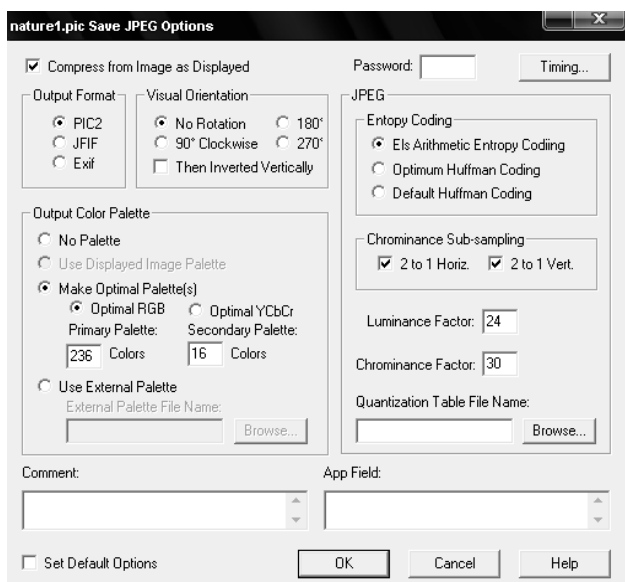 nature1.pic Save JPEG Options
X
Compress from Image as Displayed
Password:
Timing...
Output Format
Visual Orientation
JPEG
PIC2
No Rotation
180°
JFIF
90° Clockwise
270°
Exif
Then Inverted Vertically
Entopy Coding
Els Arithmetic Entropy Codiing
Optimum Huffman Coding
Default Huffman Coding
Output Color Palette
No Palette
Use Displayed Image Palette
Make Optimal Palette(s)
Optimal RGB
Optimal YCbCr
Primary Palette:
Secondary Palette:
236 Colors
16 Colors
Use External Palette
External Palette File Name:
Browse...
Chrominance Sub-sampling
2 to 1 Horiz.
2 to 1 Vert.
Luminance Factor: 24
Chrominance Factor: 30
Quantization Table File Name:
Browse...
Comment:
App Field:
Set Default Options
OK
Cancel
Help